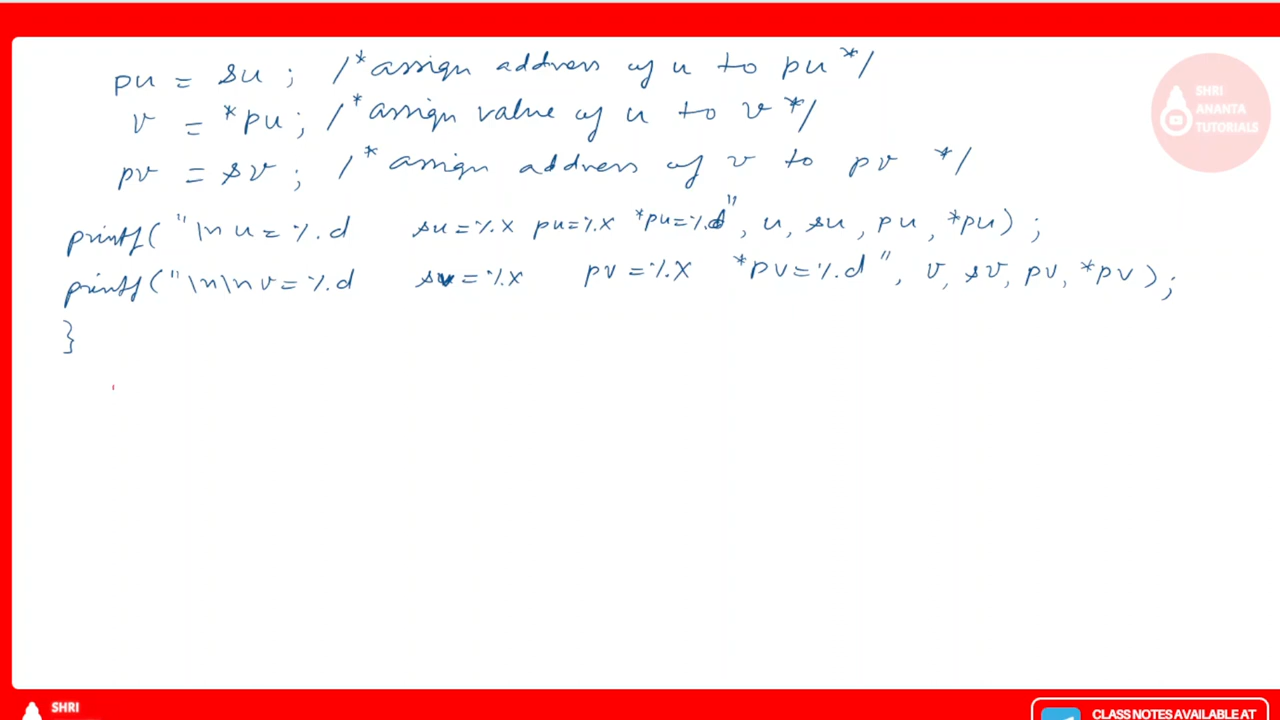 pu = &u ; /* assign address of u to pu */
v = *pu ; /* assign value of u to v */
pv = &v ; /* assign address of v to pv */
printf("\n u = %d &u = %X pu = %X *pu = %d", u, &u, pu, *pu) ;
printf("\n\n v = %d &v = %X pv = %X *pv = %d", v, &v, pv, *pv) ;
}
SHRI
ANANTA
TUTORIALS
SHRI
CLASS NOTES AVAILABLE AT